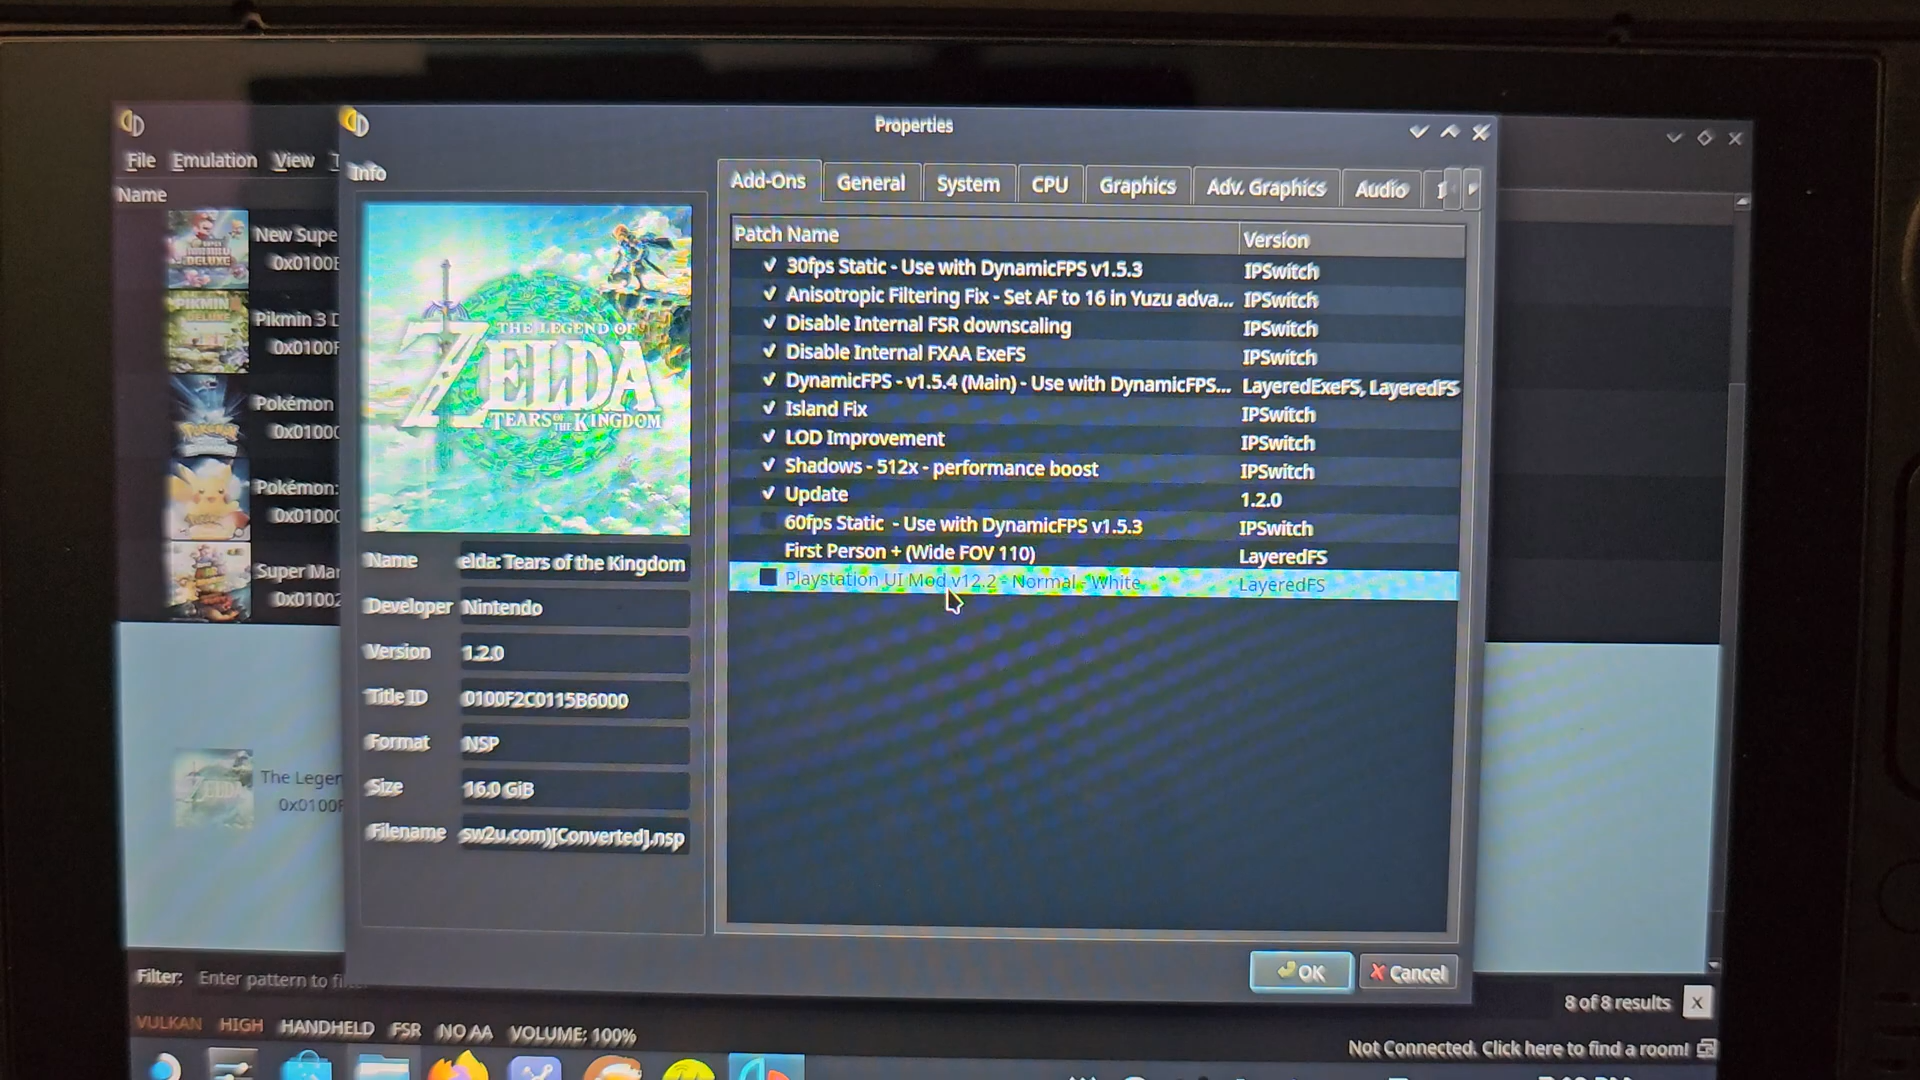 Properties
File Emulation View
Name
New Supe
0x0100
Pikmin 3 D
0x0100
Pokémon
0x0100
Pokémon:
0x0100
Super Mar
0x01002
The Legen
0x0100F
Filter: Enter pattern to fi
VULKAN HIGH HANDHELD FSR NO AA VOLUME: 100%
Info
THE LEGEND OF
ZELDA
TEARS OF THE KINGDOM
Name elda: Tears of the Kingdom
Developer Nintendo
Version 1.2.0
Title ID 0100F2C0115B6000
Format NSP
Size 16.0 GiB
Filename sw2u.com)[Converted].nsp
Add-Ons General System CPU Graphics Adv. Graphics Audio
Patch Name Version
30fps Static - Use with DynamicFPS v1.5.3 IPSwitch
Anisotropic Filtering Fix - Set AF to 16 in Yuzu adva... IPSwitch
Disable Internal FSR downscaling IPSwitch
Disable Internal FXAA ExeFS IPSwitch
DynamicFPS - v1.5.4 (Main) - Use with DynamicFPS... LayeredExeFS, LayeredFS
Island Fix IPSwitch
LOD Improvement IPSwitch
Shadows - 512x - performance boost IPSwitch
Update 1.2.0
60fps Static - Use with DynamicFPS v1.5.3 IPSwitch
First Person + (Wide FOV 110) LayeredFS
Playstation UI Mod v12.2 - Normal - White LayeredFS
OK Cancel
8 of 8 results X
Not Connected. Click here to find a room!